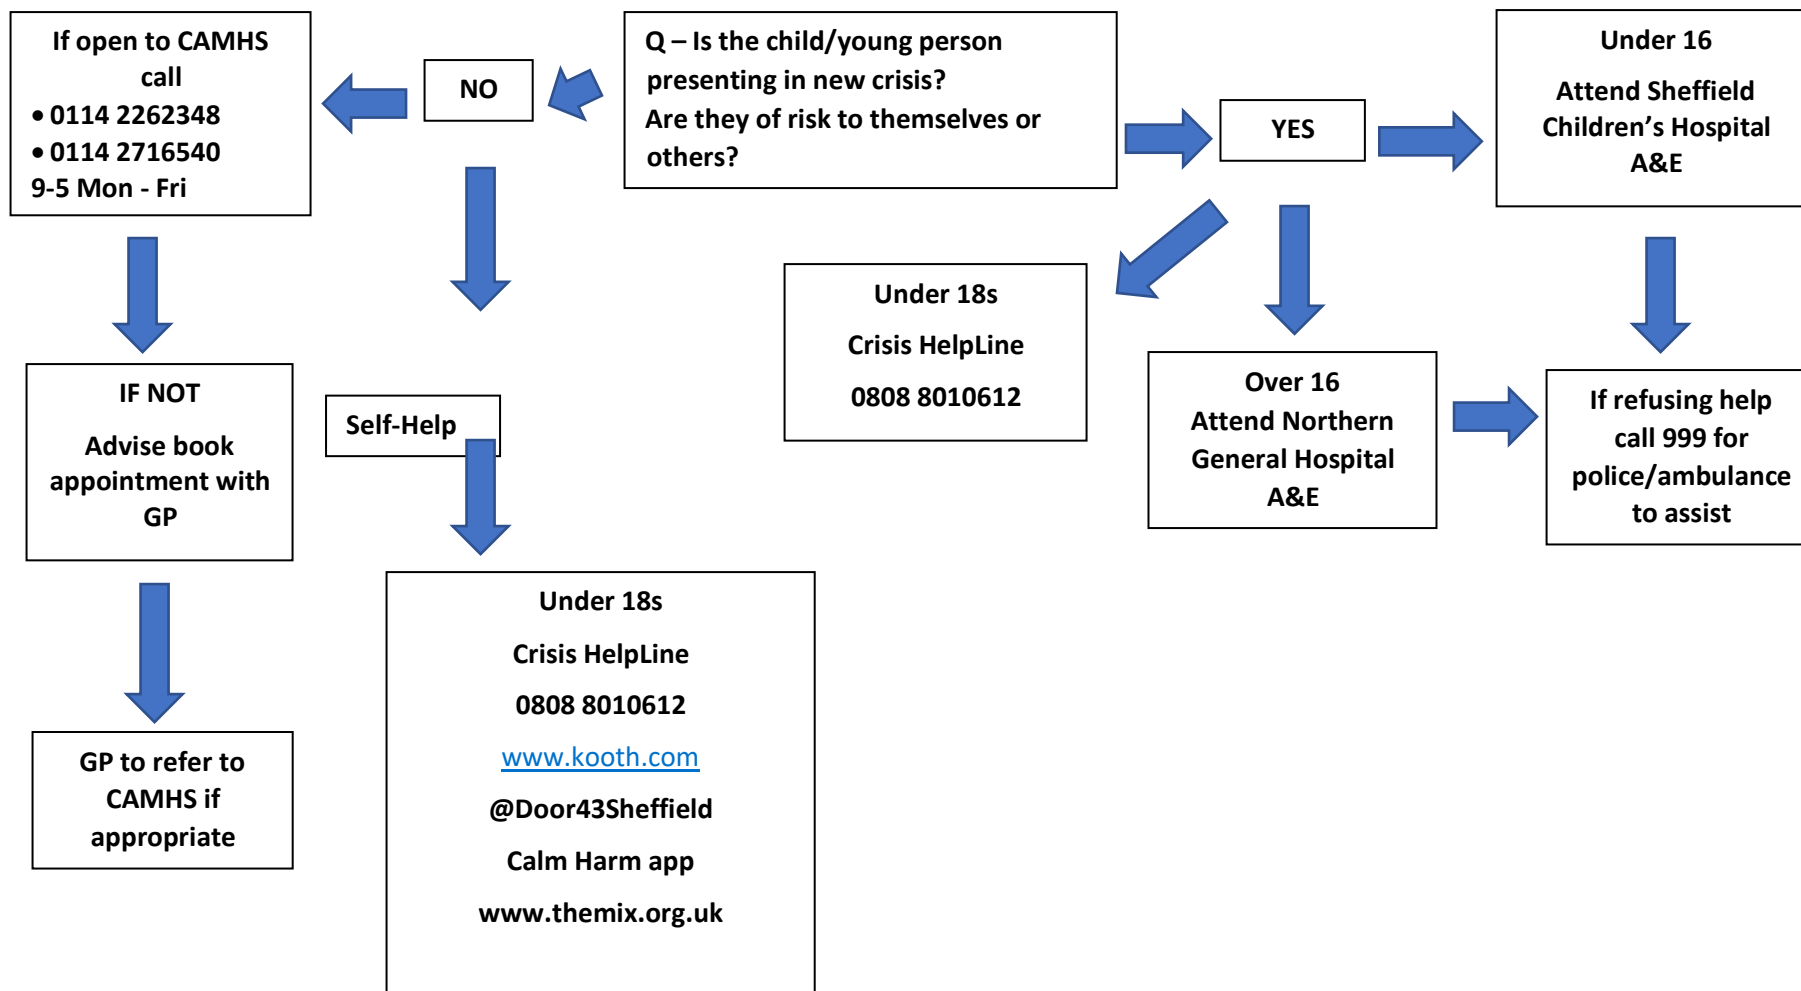 If open to CAMHS
call
• 0114 2262348
• 0114 2716540
9-5 Mon - Fri
NO
Q – Is the child/young person
presenting in new crisis?
Are they of risk to themselves or
others?
YES
Under 16
Attend Sheffield
Children’s Hospital
A&E
Under 18s
Crisis HelpLine
0808 8010612
Over 16
Attend Northern
General Hospital
A&E
If refusing help
call 999 for
police/ambulance
to assist
IF NOT
Advise book
appointment with
GP
Self-Help
Under 18s
Crisis HelpLine
0808 8010612
www.kooth.com
@Door43Sheffield
Calm Harm app
www.themix.org.uk
GP to refer to
CAMHS if
appropriate